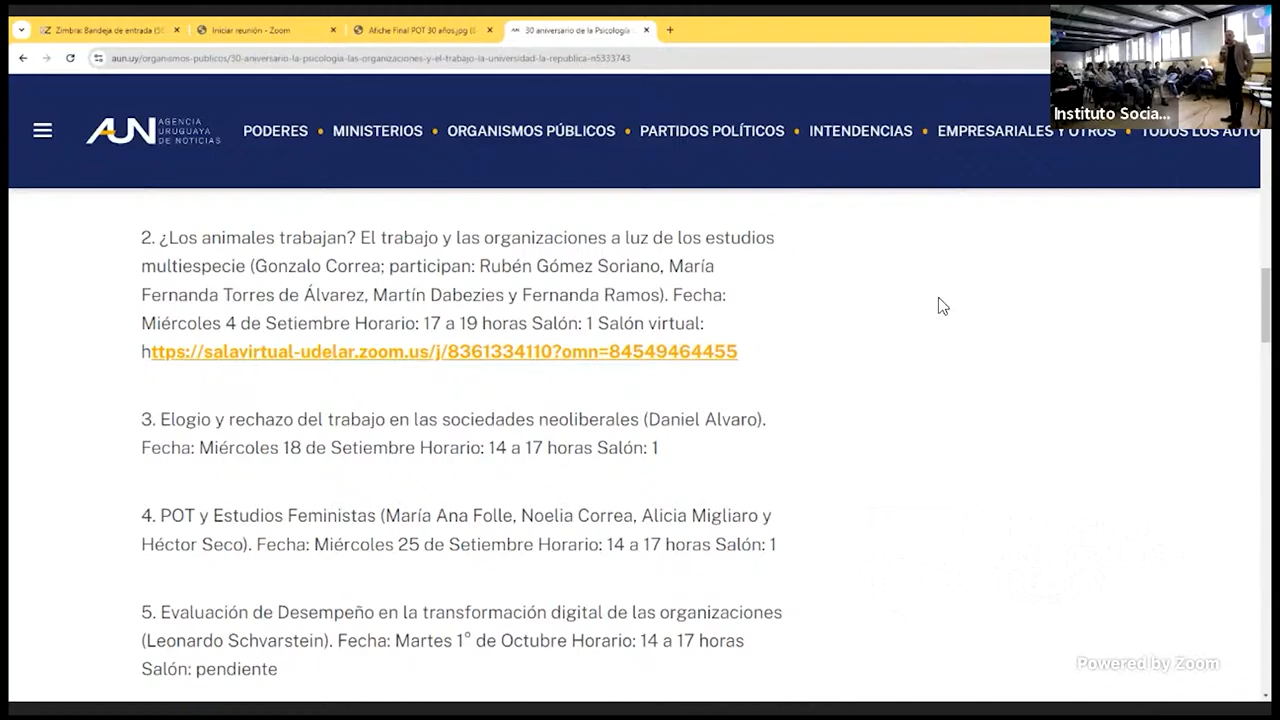 Zimbra: Bandeja de entrada (5
Iniciar reunión - Zoom
Afiche Final POT 30 años.jpg (
30 aniversario de la Psicología
aun.uy/organismos-publicos/30-aniversario-la-psicologia-las-organizaciones-y-el-trabajo-la-universidad-la-republica-n5333743
Instituto Socia...
AUN AGENCIA
URUGUAYA
DE NOTICIAS
PODERES • MINISTERIOS • ORGANISMOS PÚBLICOS • PARTIDOS POLÍTICOS • INTENDENCIAS • EMPRESARIALES Y OTROS • TODOS LOS AUTO
2. ¿Los animales trabajan? El trabajo y las organizaciones a luz de los estudios
multiespecie (Gonzalo Correa; participan: Rubén Gómez Soriano, María
Fernanda Torres de Álvarez, Martín Dabezies y Fernanda Ramos). Fecha:
Miércoles 4 de Setiembre Horario: 17 a 19 horas Salón: 1 Salón virtual:
https://salavirtual-udelar.zoom.us/j/8361334110?omn=84549464455
3. Elogio y rechazo del trabajo en las sociedades neoliberales (Daniel Alvaro).
Fecha: Miércoles 18 de Setiembre Horario: 14 a 17 horas Salón: 1
4. POT y Estudios Feministas (María Ana Folle, Noelia Correa, Alicia Migliaro y
Héctor Seco). Fecha: Miércoles 25 de Setiembre Horario: 14 a 17 horas Salón: 1
5. Evaluación de Desempeño en la transformación digital de las organizaciones
(Leonardo Schvarstein). Fecha: Martes 1° de Octubre Horario: 14 a 17 horas
Salón: pendiente
Powered by Zoom